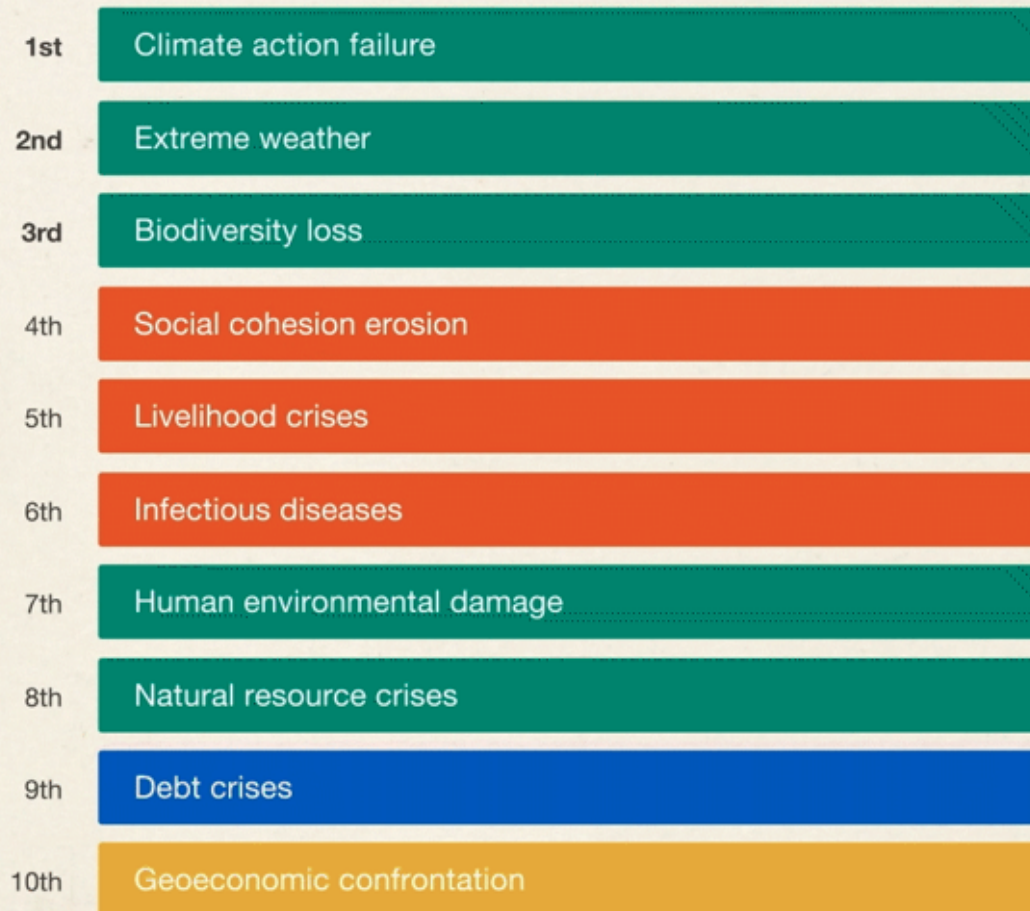 1st Climate action failure
2nd Extreme weather
3rd Biodiversity loss
4th Social cohesion erosion
5th Livelihood crises
6th Infectious diseases
7th Human environmental damage
8th Natural resource crises
9th Debt crises
10th Geoeconomic confrontation